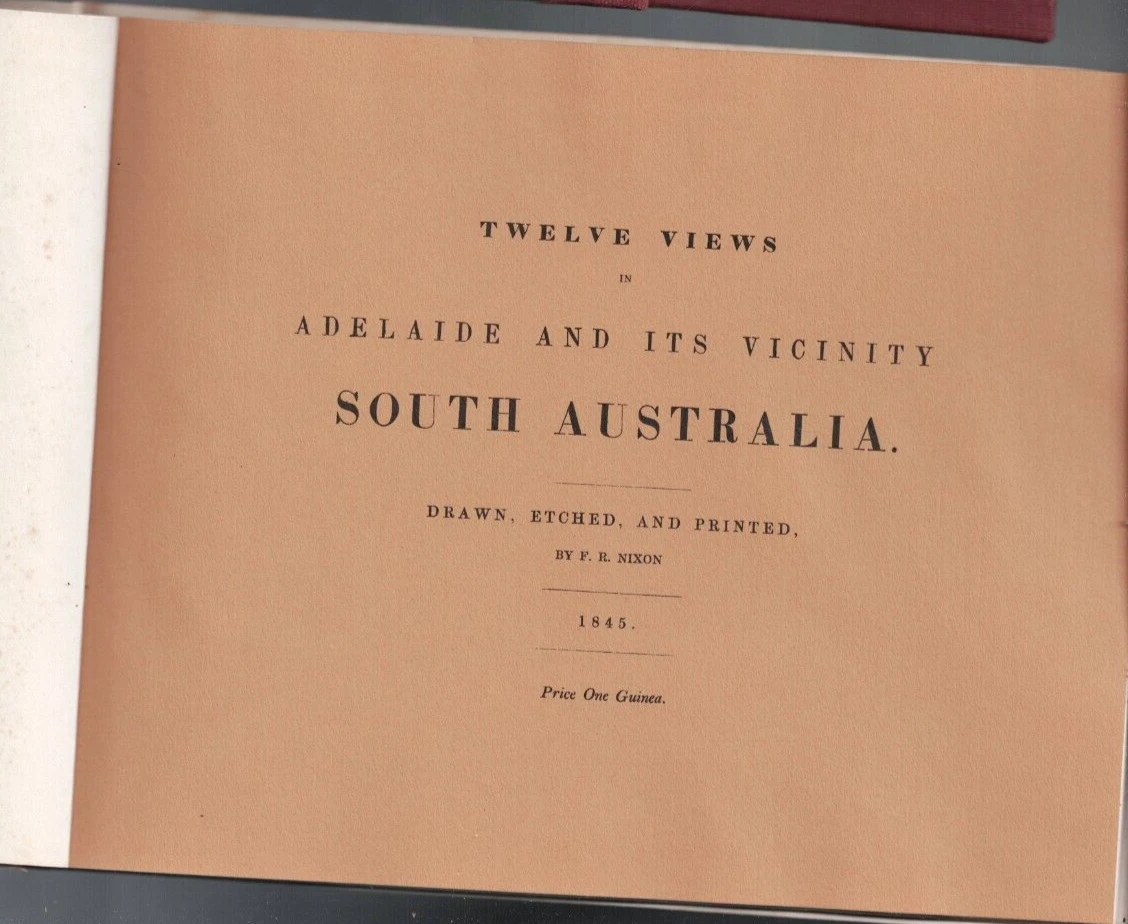 TWELVE VIEWS
IN
ADELAIDE AND ITS VICINITY
SOUTH AUSTRALIA.
DRAWN, ETCHED, AND PRINTED,
BY F. R. NIXON
1845.
Price One Guinea.